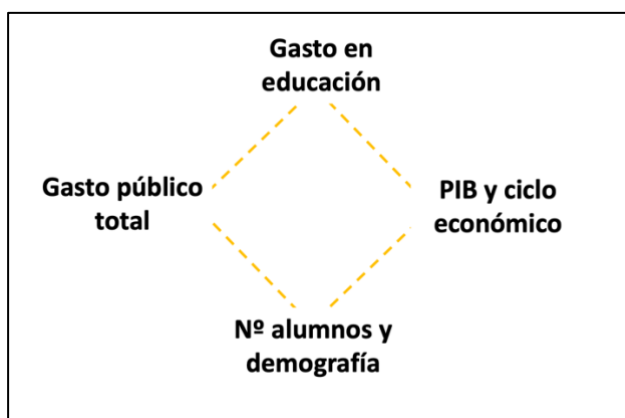 Gasto en
educación
Gasto público
total
PIB y ciclo
económico
Nº alumnos y
demografía